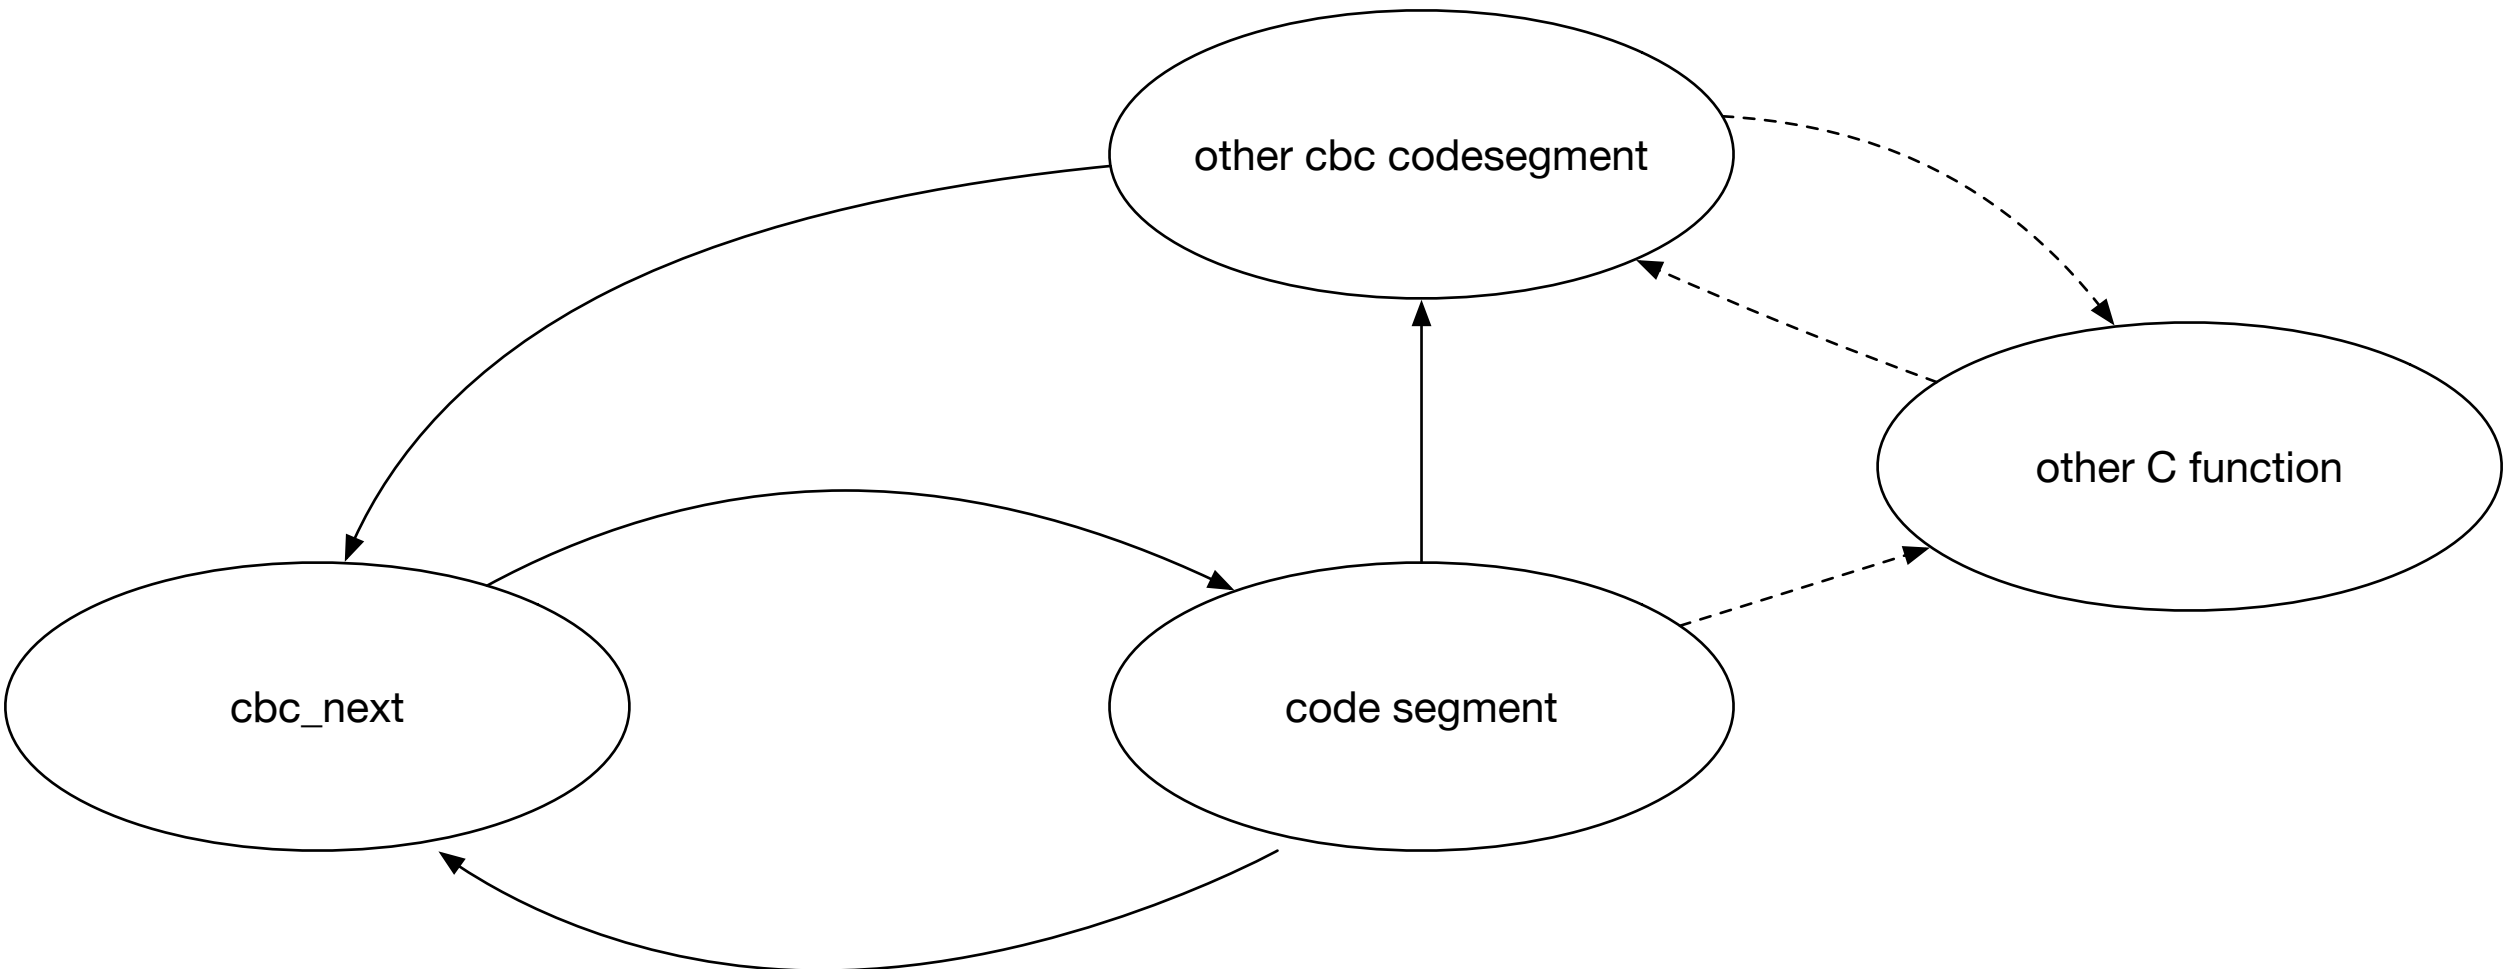 other cbc codesegment
other C function
cbc_next
code segment